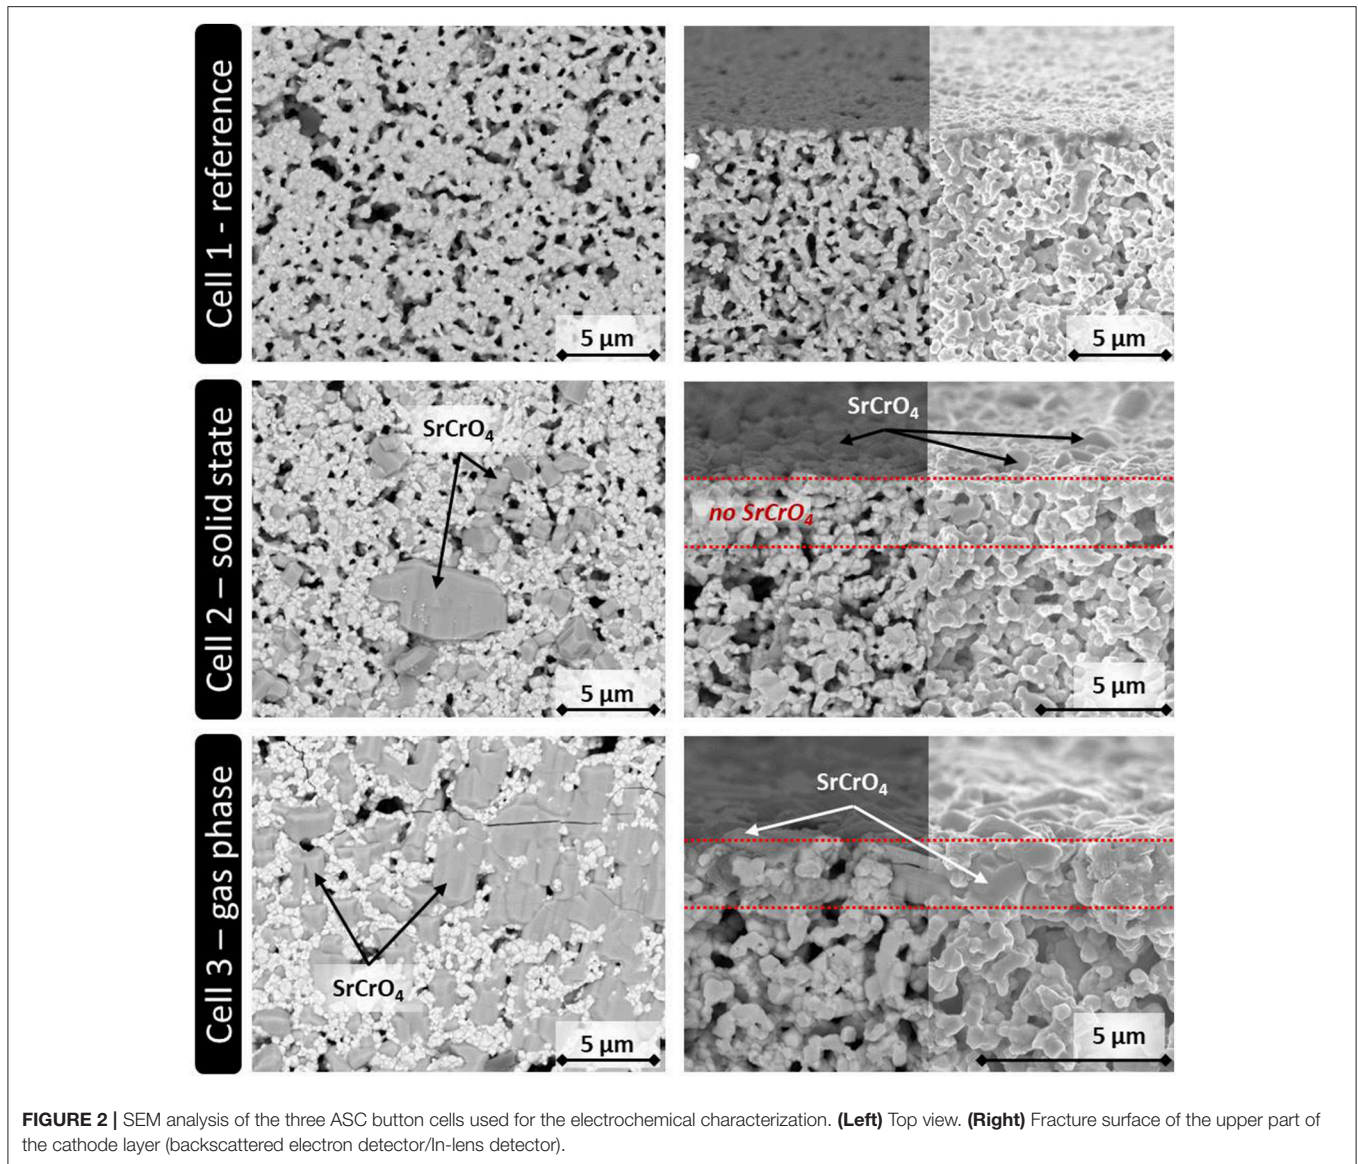 Cell 1 - reference
5 µm
5 µm
Cell 2 – solid state
SrCrO4
5 µm
SrCrO4
no SrCrO4
5 µm
Cell 3 – gas phase
SrCrO4
5 µm
SrCrO4
5 µm
FIGURE 2 | SEM analysis of the three ASC button cells used for the electrochemical characterization. (Left) Top view. (Right) Fracture surface of the upper part of
the cathode layer (backscattered electron detector/In-lens detector).